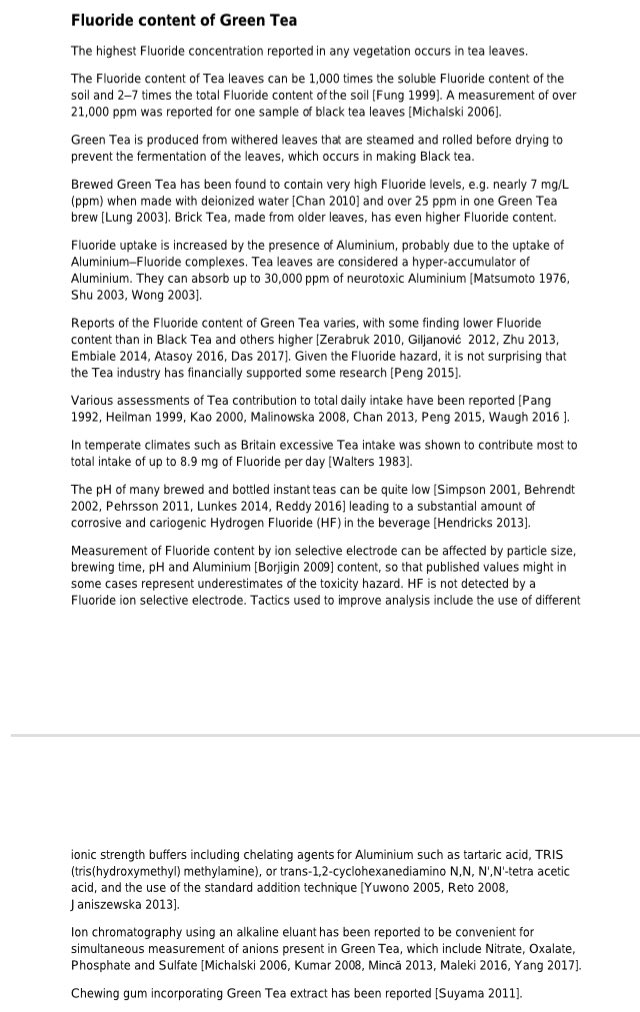 Fluoride content of Green Tea
The highest Fluoride concentration reported in any vegetation occurs in tea leaves.
The Fluoride content of Tea leaves can be 1,000 times the soluble Fluoride content of the
soil and 2–7 times the total Fluoride content of the soil [Fung 1999]. A measurement of over
21,000 ppm was reported for one sample of black tea leaves [Michalski 2006].
Green Tea is produced from withered leaves that are steamed and rolled before drying to
prevent the fermentation of the leaves, which occurs in making Black tea.
Brewed Green Tea has been found to contain very high Fluoride levels, e.g. nearly 7 mg/L
(ppm) when made with deionized water [Chan 2010] and over 25 ppm in one Green Tea
brew [Lung 2003]. Brick Tea, made from older leaves, has even higher Fluoride content.
Fluoride uptake is increased by the presence of Aluminium, probably due to the uptake of
Aluminium–Fluoride complexes. Tea leaves are considered a hyper-accumulator of
Aluminium. They can absorb up to 30,000 ppm of neurotoxic Aluminium [Matsumoto 1976,
Shu 2003, Wong 2003].
Reports of the Fluoride content of Green Tea varies, with some finding lower Fluoride
content than in Black Tea and others higher [Zerabruk 2010, Giljanović 2012, Zhu 2013,
Embiale 2014, Atasoy 2016, Das 2017]. Given the Fluoride hazard, it is not surprising that
the Tea industry has financially supported some research [Peng 2015].
Various assessments of Tea contribution to total daily intake have been reported [Pang
1992, Heilman 1999, Kao 2000, Malinowska 2008, Chan 2013, Peng 2015, Waugh 2016 ].
In temperate climates such as Britain excessive Tea intake was shown to contribute most to
total intake of up to 8.9 mg of Fluoride per day [Walters 1983].
The pH of many brewed and bottled instant teas can be quite low [Simpson 2001, Behrendt
2002, Pehrsson 2011, Lunkes 2014, Reddy 2016] leading to a substantial amount of
corrosive and cariogenic Hydrogen Fluoride (HF) in the beverage [Hendricks 2013].
Measurement of Fluoride content by ion selective electrode can be affected by particle size,
brewing time, pH and Aluminium [Borjigin 2009] content, so that published values might in
some cases represent underestimates of the toxicity hazard. HF is not detected by a
Fluoride ion selective electrode. Tactics used to improve analysis include the use of different
ionic strength buffers including chelating agents for Aluminium such as tartaric acid, TRIS
(tris(hydroxymethyl) methylamine), or trans-1,2-cyclohexanediamino N,N, N',N'-tetra acetic
acid, and the use of the standard addition technique [Yuwono 2005, Reto 2008,
Janiszewska 2013].
Ion chromatography using an alkaline eluant has been reported to be convenient for
simultaneous measurement of anions present in Green Tea, which include Nitrate, Oxalate,
Phosphate and Sulfate [Michalski 2006, Kumar 2008, Mincă 2013, Maleki 2016, Yang 2017].
Chewing gum incorporating Green Tea extract has been reported [Suyama 2011].